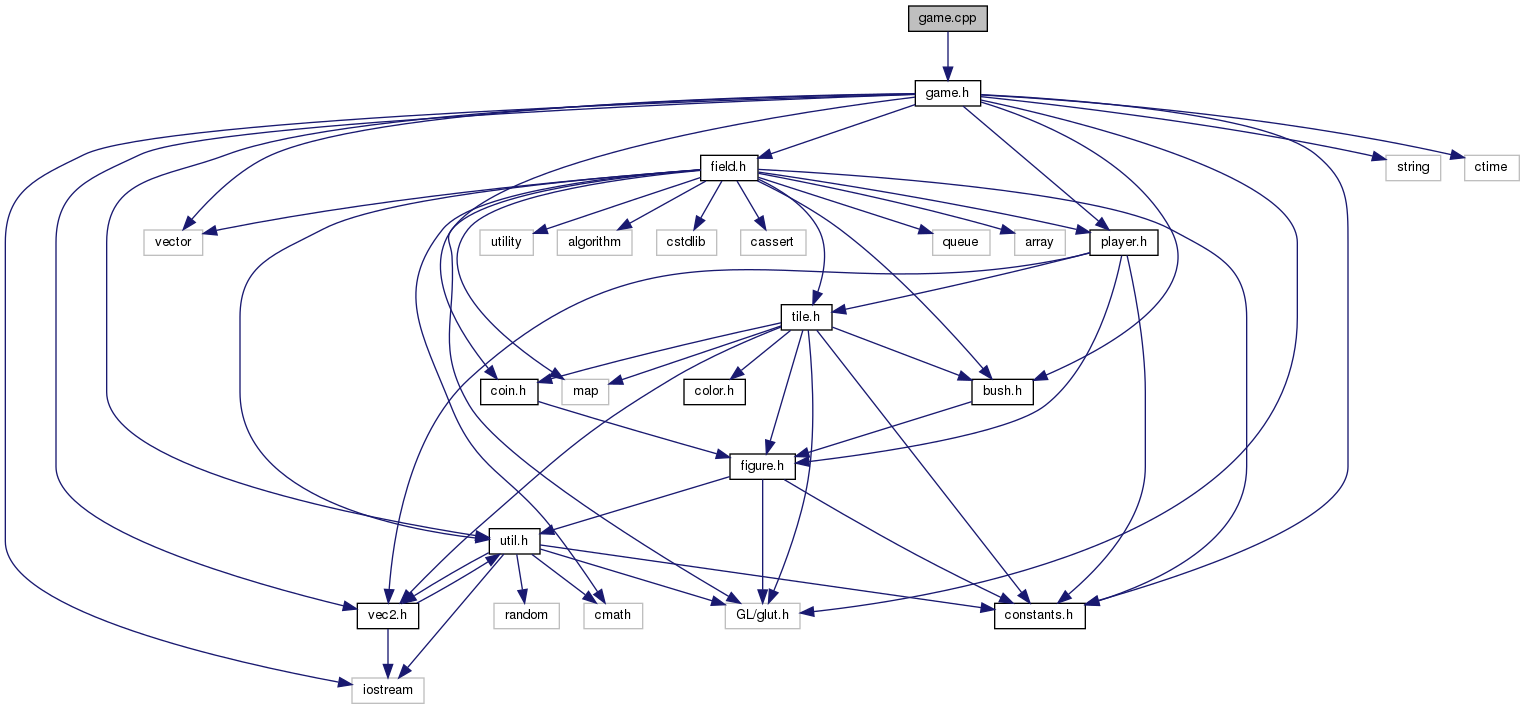 game.cpp
game.h
field.h
string
ctime
vector
utility
algorithm
cstdlib
cassert
queue
array
player.h
tile.h
coin.h
map
color.h
bush.h
figure.h
util.h
vec2.h
random
cmath
GL/glut.h
constants.h
iostream